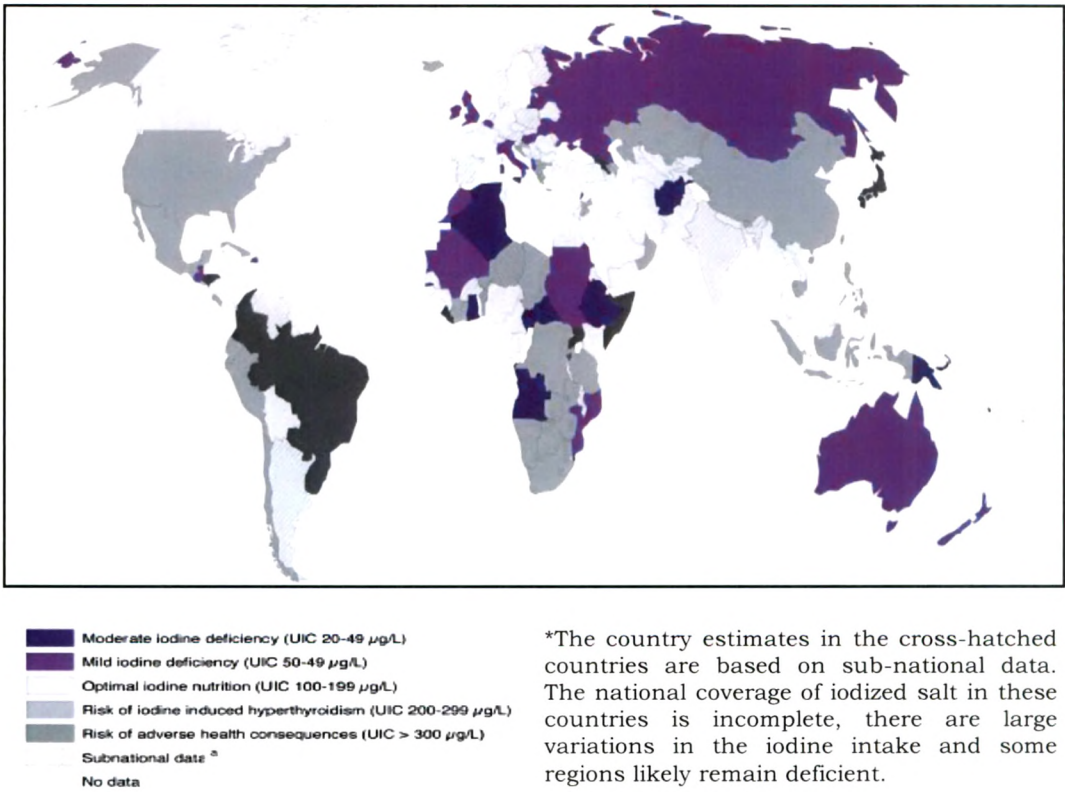 Moderate iodine deficiency (UIC 20-49 µg/L)
Mild iodine deficiency (UIC 50-49 µg/L)
Optimal iodine nutrition (UIC 100-199 µg/L)
Risk of iodine induced hyperthyroidism (UIC 200-299 µg/L)
Risk of adverse health consequences (UIC > 300 µg/L)
Subnational data a
No data
*The country estimates in the cross-hatched
countries are based on sub-national data.
The national coverage of iodized salt in these
countries is incomplete, there are large
variations in the iodine intake and some
regions likely remain deficient.